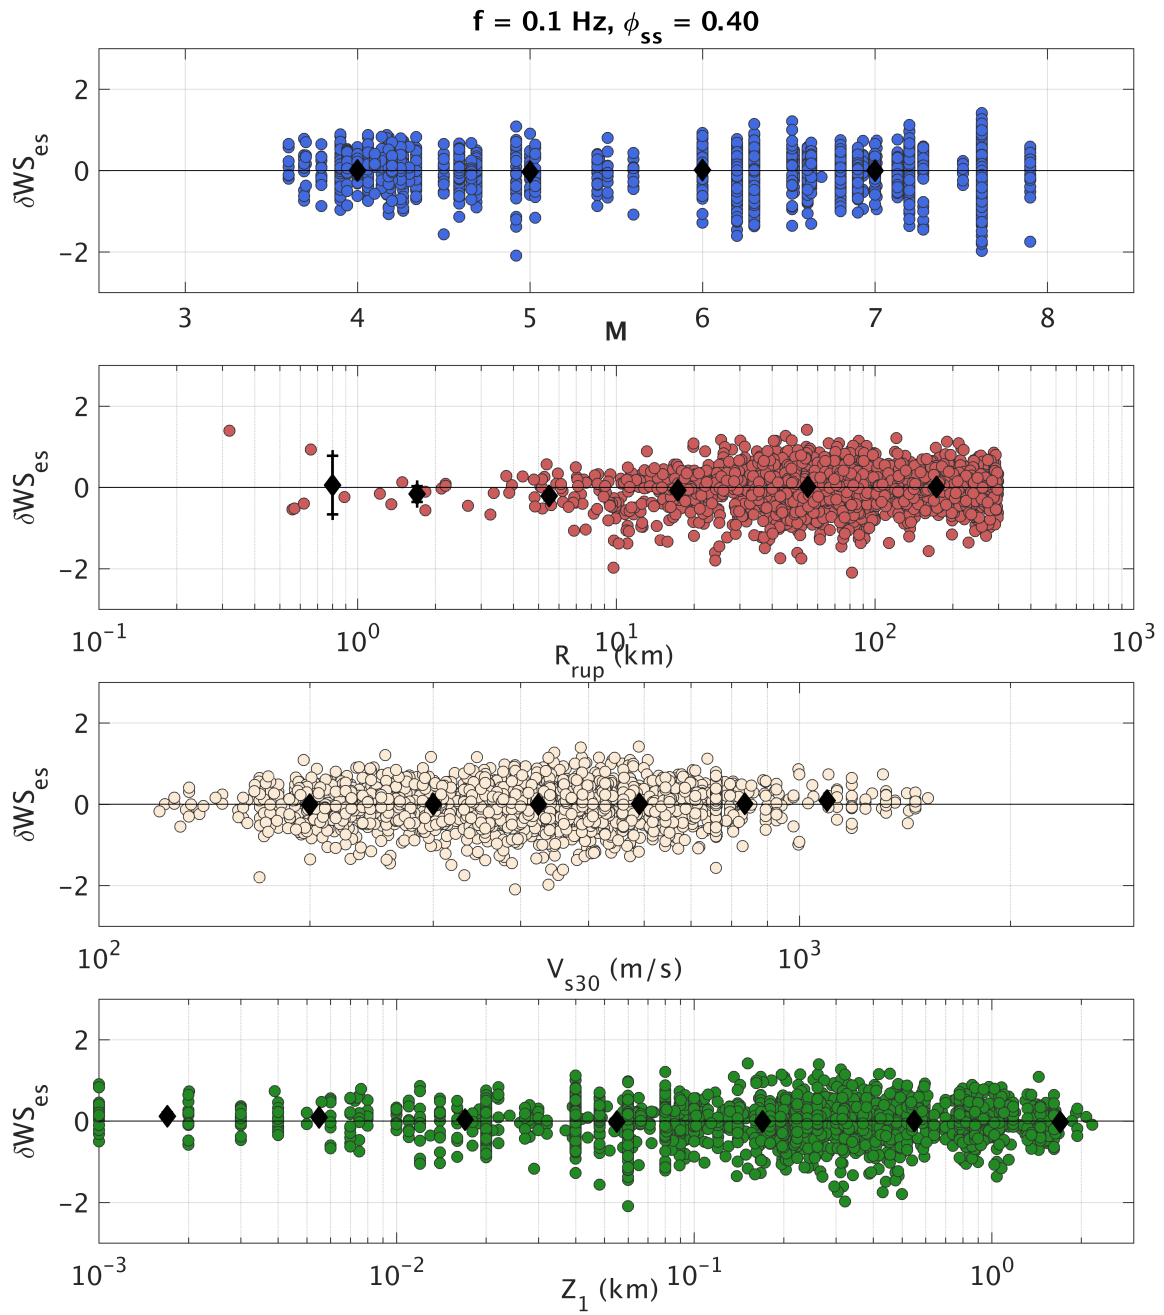 f = 0.1 Hz, ϕss = 0.40
2
0
−2
δWSes
3 4 5 6 7 8
M
2
0
−2
δWSes
10-1 100 101 102 103
Rrup (km)
2
0
−2
δWSes
102 103
Vs30 (m/s)
2
0
−2
δWSes
10-3 10-2 10-1 100
Z1 (km)